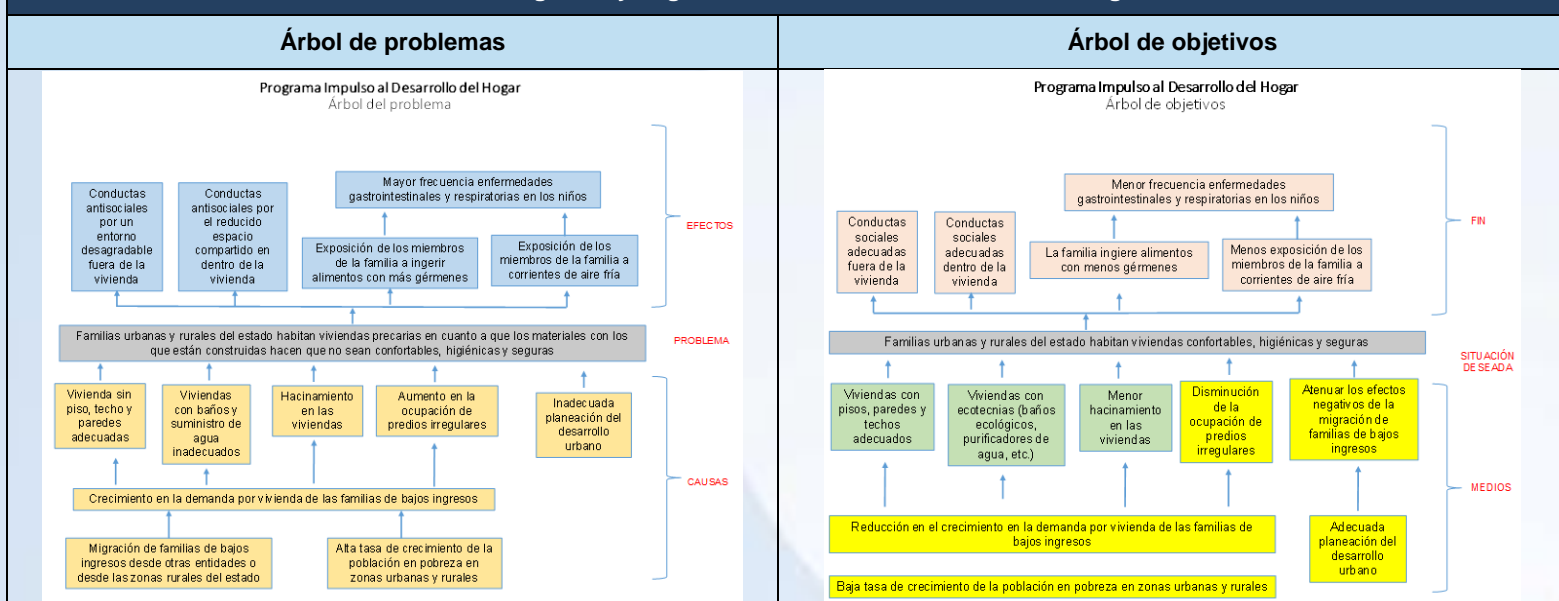 Árbol de problemas
Árbol de objetivos
Programa Impulso al Desarrollo del Hogar
Árbol del problema
Conductas
antisociales
por un
entorno
desagradable
fuera de la
vivienda
Conductas
antisociales por
el reducido
espacio
compartido en
dentro de la
vivienda
Mayor frecuencia enfermedades
gastrointestinales y respiratorias en los niños
Exposición de los miembros
de la familia a ingerir
alimentos con más gérmenes
Exposición de los
miembros de la familia a
corrientes de aire fría
EFECTOS
Familias urbanas y rurales del estado habitan viviendas precarias en cuanto a que los materiales con los
que están construidas hacen que no sean confortables, higiénicas y seguras
PROBLEMA
Vivienda sin
piso, techo y
paredes
adecuadas
Viviendas
con baños y
suministro de
agua
inadecuados
Hacinamiento
en las
viviendas
Aumento en la
ocupación de
predios irregulares
Inadecuada
planeación del
desarrollo
urbano
CAUSAS
Crecimiento en la demanda por vivienda de las familias de bajos ingresos
Migración de familias de bajos
ingresos desde otras entidades o
desde las zonas rurales del estado
Alta tasa de crecimiento de la
población en pobreza en
zonas urbanas y rurales
Programa Impulso al Desarrollo del Hogar
Árbol de objetivos
Conductas
sociales
adecuadas
fuera de la
vivienda
Conductas
sociales
adecuadas
dentro de la
vivienda
Menor frecuencia enfermedades
gastrointestinales y respiratorias en los niños
La familia ingiere alimentos
con menos gérmenes
Menos exposición de los
miembros de la familia a
corrientes de aire fría
FIN
Familias urbanas y rurales del estado habitan viviendas confortables, higiénicas y seguras
SITUACIÓN
DESEADA
Viviendas con
pisos, paredes y
techos
adecuados
Viviendas con
ecotecnias (baños
ecológicos,
purificadores de
agua, etc.)
Menor
hacinamiento
en las
viviendas
Disminución
de la
ocupación de
predios
irregulares
Atenuar los efectos
negativos de la
migración de
familias de bajos
ingresos
MEDIOS
Reducción en el crecimiento en la demanda por vivienda de las familias de
bajos ingresos
Adecuada
planeación del
desarrollo
urbano
Baja tasa de crecimiento de la población en pobreza en zonas urbanas y rurales